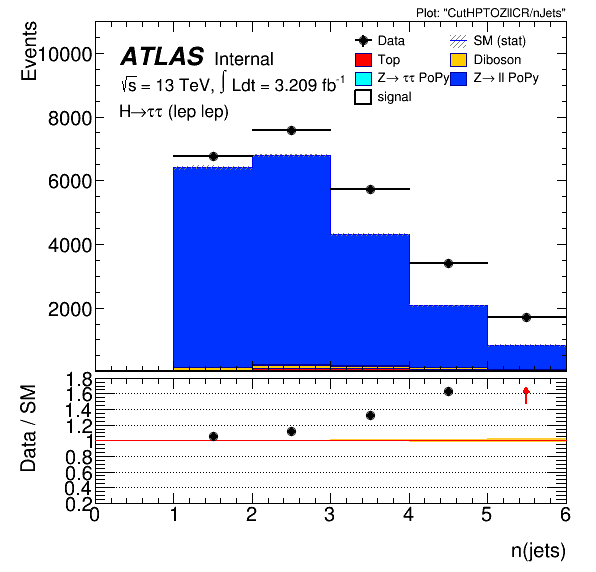 Plot: "CutHPTOZllCR/nJets"
Events
10000
8000
6000
4000
2000
ATLAS Internal
√s = 13 TeV, ∫ Ldt = 3.209 fb⁻¹
H→ττ (lep lep)
Data
SM (stat)
Top
Diboson
Z→ ττ PoPy
Z→ ll PoPy
signal
Data / SM
1.8
1.6
1.4
1.2
1
0.8
0.6
0.4
0.2
0 1 2 3 4 5 6
n(jets)